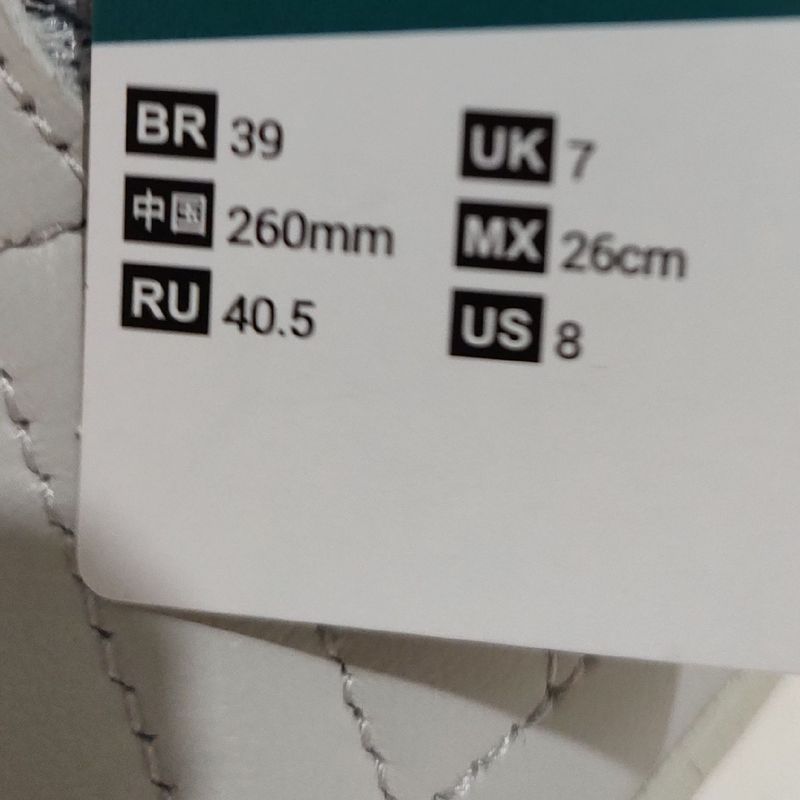 BR 39
中国 260mm
RU 40.5
UK 7
MX 26cm
US 8